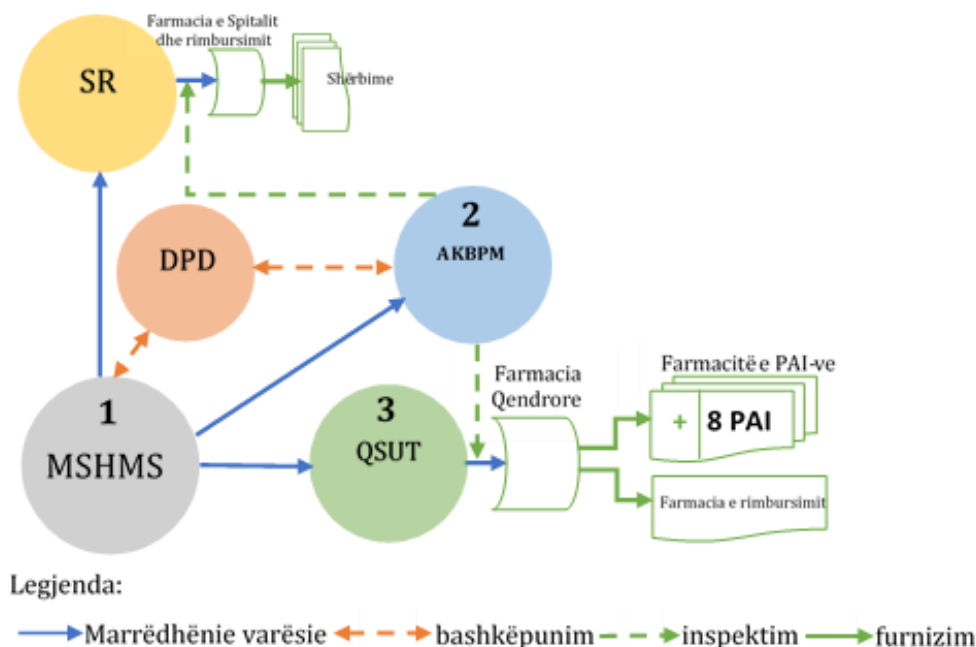 Farmacia e Spitalit
dhe rimbursimit
SR
Shërbime
2
AKBPM
DPD
Farmacia
Qendrore
Farmacitë e PAI-ve
+ 8 PAI
1
MSHMS
3
QSUT
Farmacia e rimbursimit
Legjenda:
Marrëdhënie varësie bashkëpunim inspektim furnizim